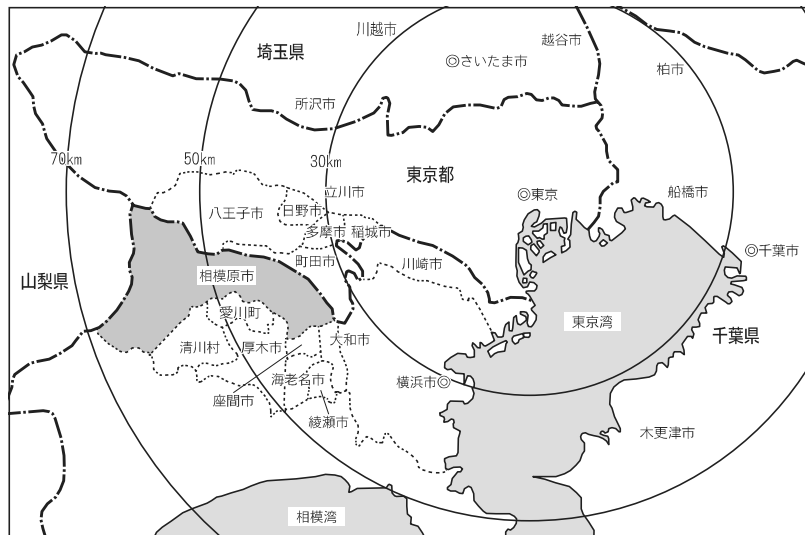 川越市
越谷市
埼玉県
◎さいたま市
柏市
所沢市
70km
50km
30km
東京都
立川市
◎東京
船橋市
八王子市
日野市
多摩市
稲城市
◎千葉市
町田市
川崎市
山梨県
相模原市
愛川町
東京湾
千葉県
清川村
厚木市
大和市
海老名市
横浜市◎
座間市
綾瀬市
木更津市
相模湾